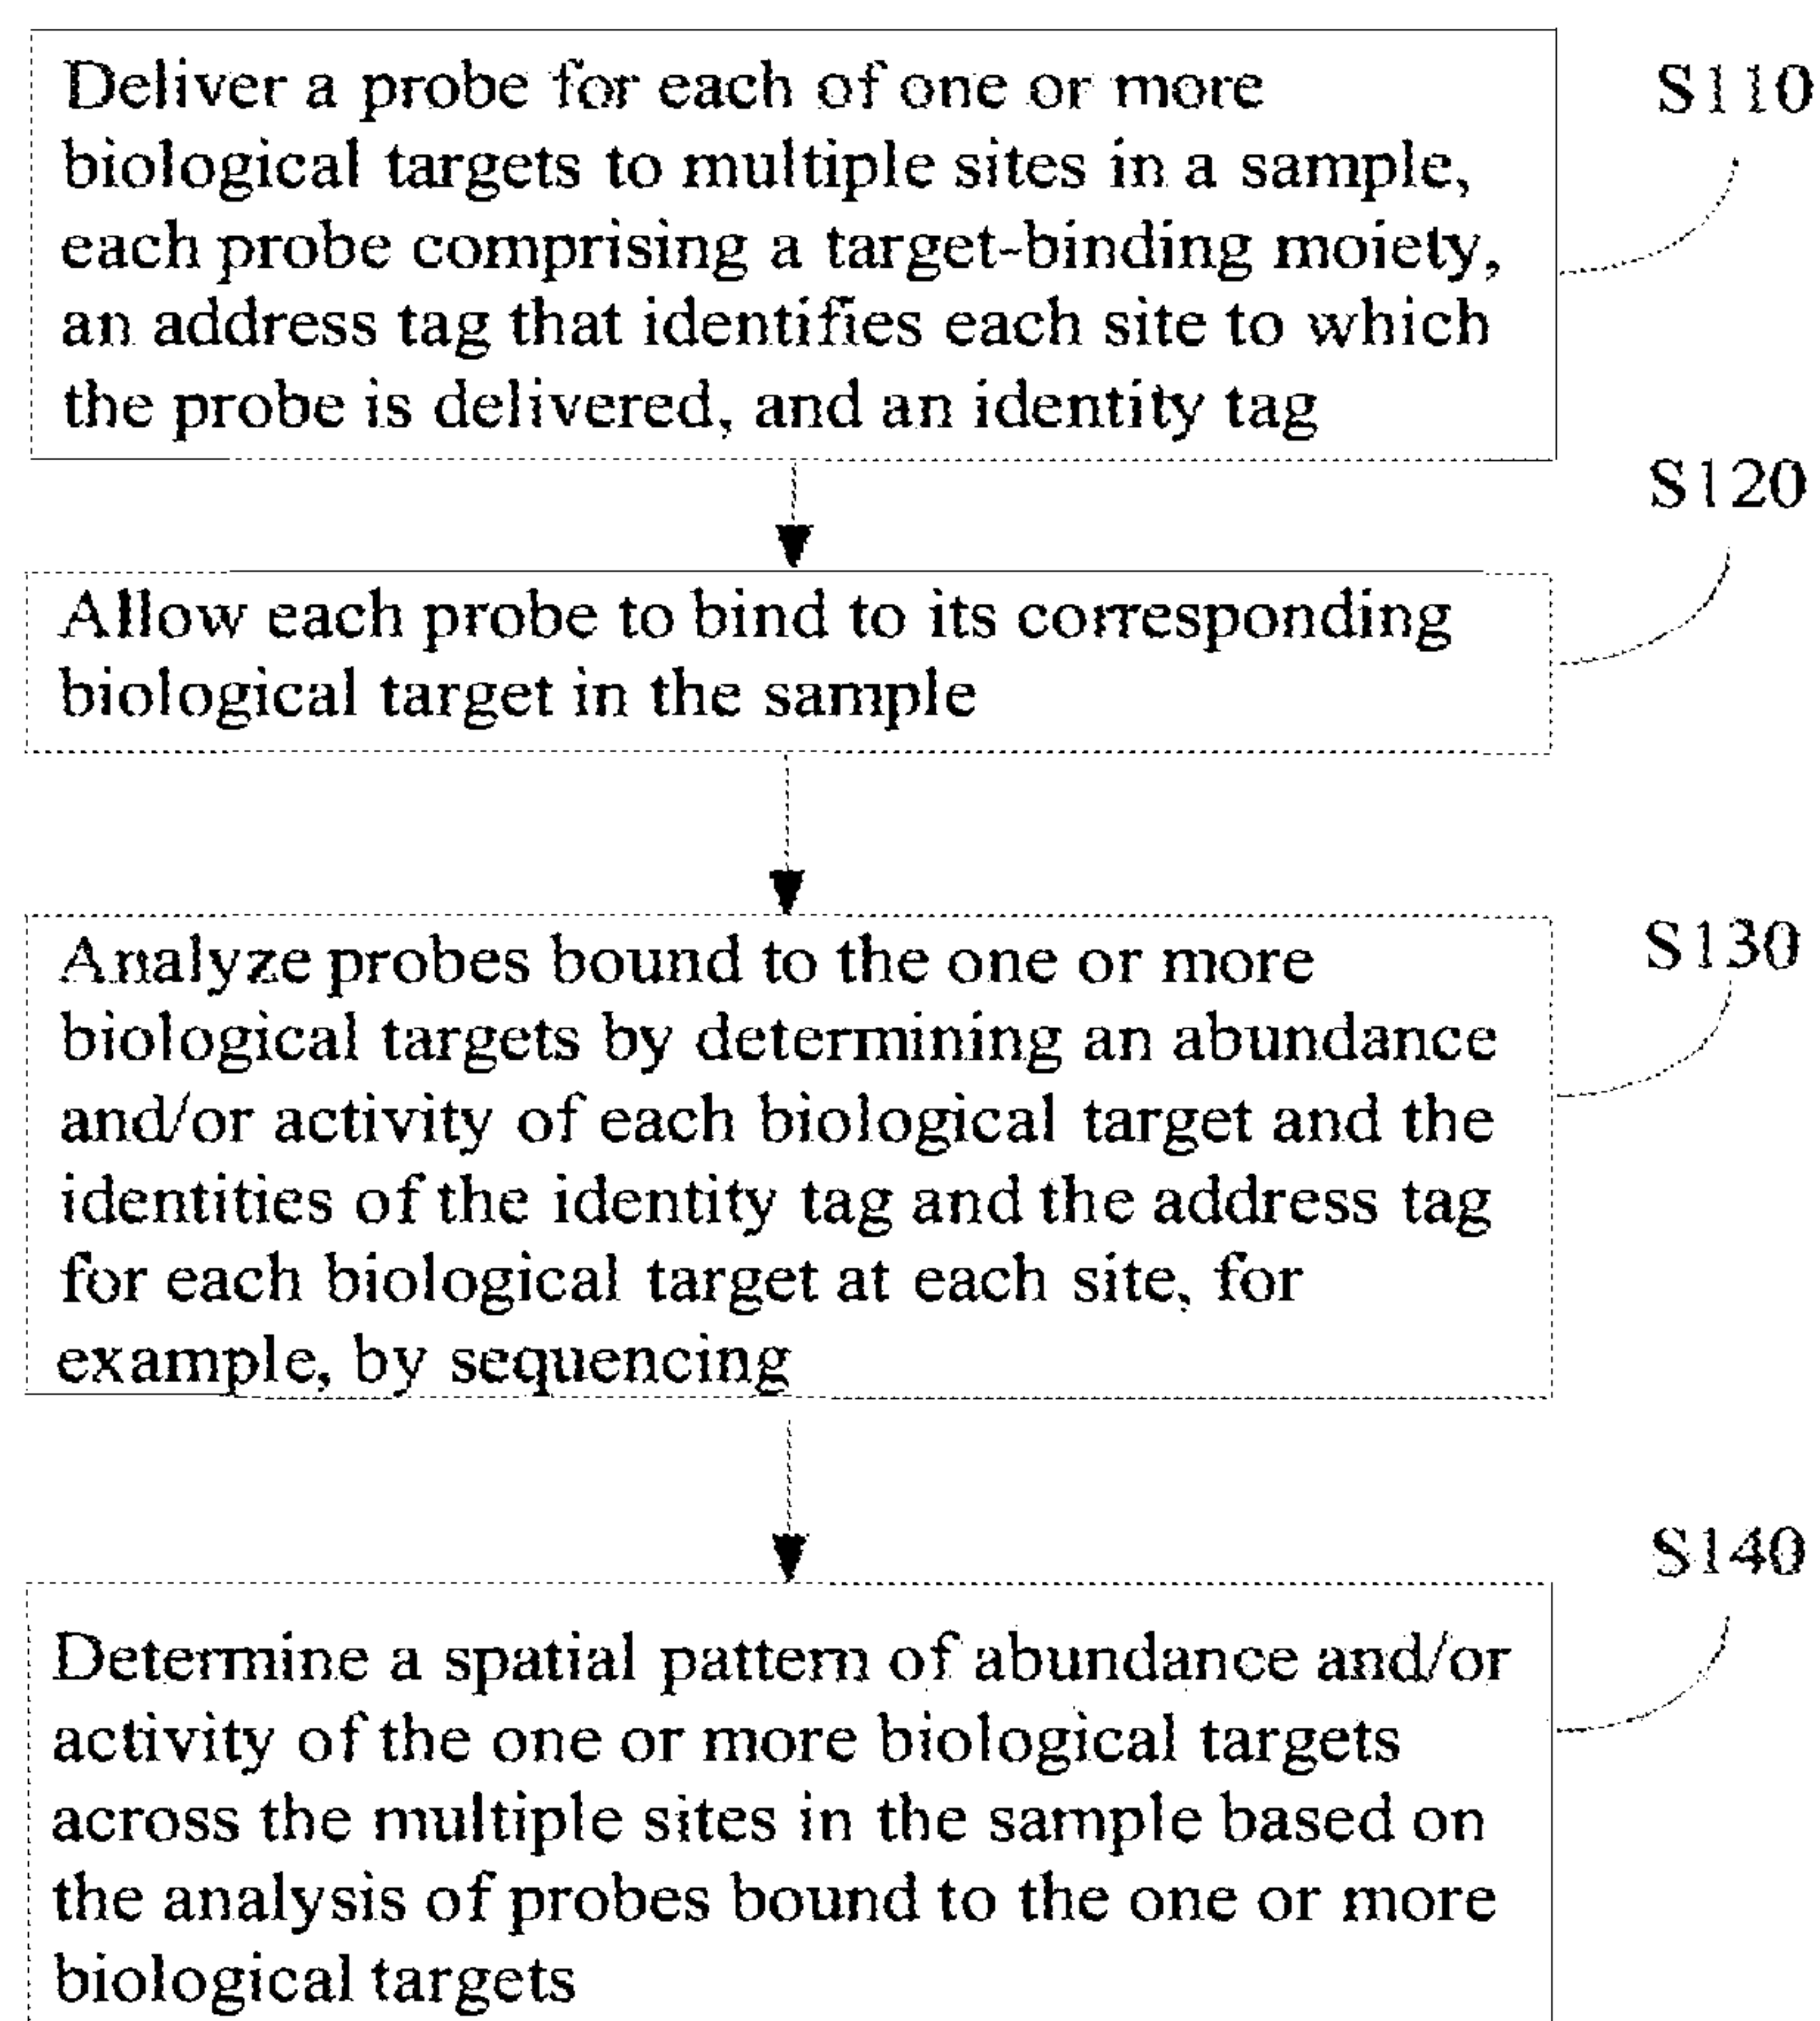 Deliver a probe for each of one or more
biological targets to multiple sites in a sample,
each probe comprising a target-binding moiety,
an address tag that identifies each site to which
the probe is delivered, and an identity tag
S110
Allow each probe to bind to its corresponding
biological target in the sample
S120
Analyze probes bound to the one or more
biological targets by determining an abundance
and/or activity of each biological target and the
identities of the identity tag and the address tag
for each biological target at each site, for
example, by sequencing
S130
Determine a spatial pattern of abundance and/or
activity of the one or more biological targets
across the multiple sites in the sample based on
the analysis of probes bound to the one or more
biological targets
S140